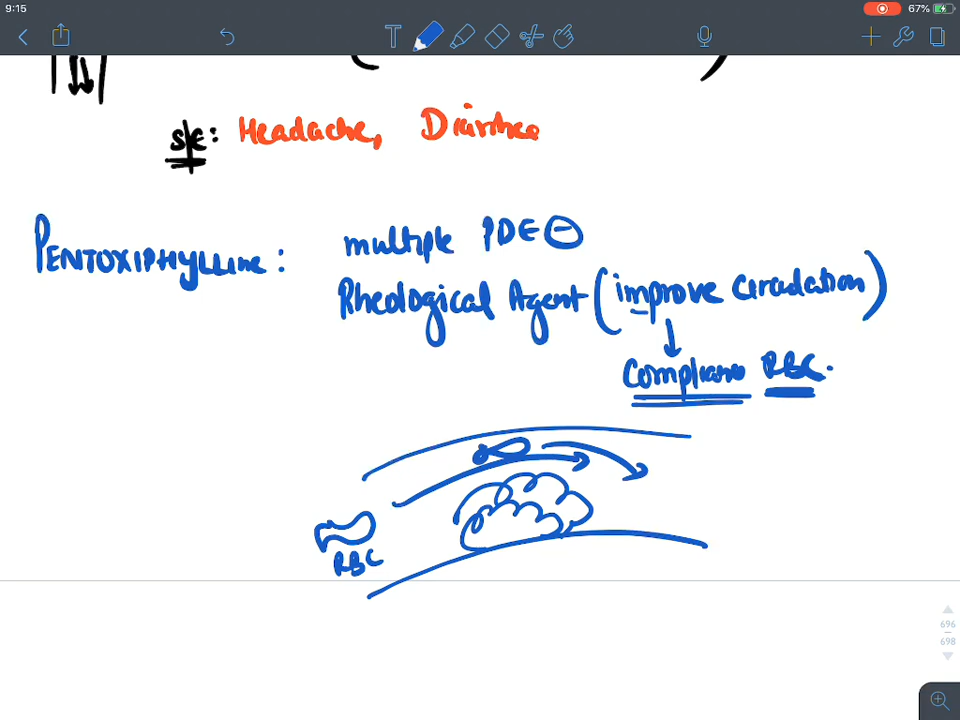 9:15
67%
T
s/e: Headache, Diarrhea
PENTOXIPHYLLine: multiple PDE ⊖
Rheological Agent (improve circulation)
Compliance RBC.
RBC
696
698